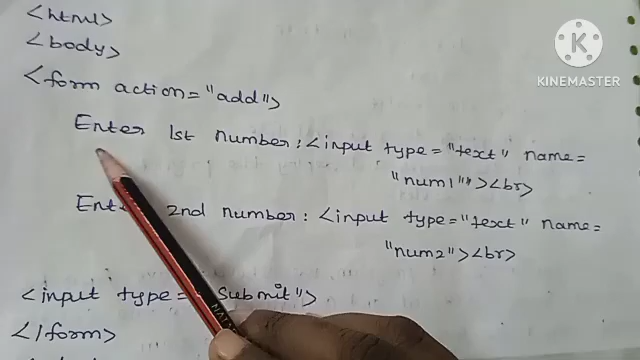 <html>
<body>
<form action="add">
Enter 1st number:<input type="text" name=
"num1""><br>
Enter 2nd number: <input type="text" name=
"num2"><br>
<input type= submit">
</form>
K
KINEMASTER